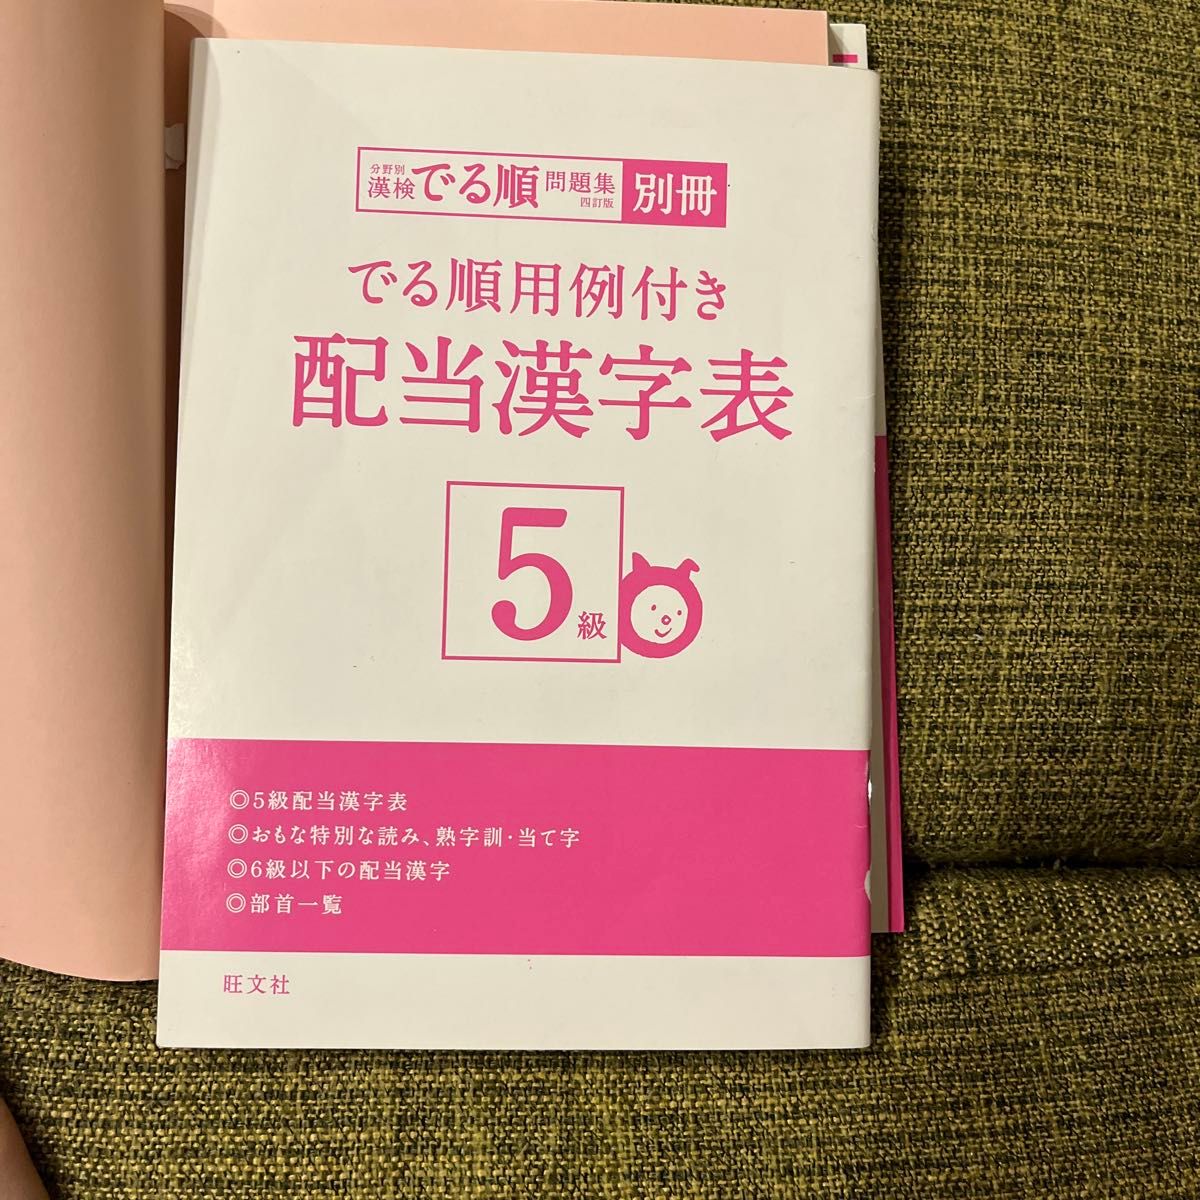 分野別
漢検でる順問題集 別冊
四訂版
でる順用例付き
配当漢字表
5級
◎5級配当漢字表
◎おもな特別な読み、熟字訓・当て字
◎6級以下の配当漢字
◎部首一覧
旺文社